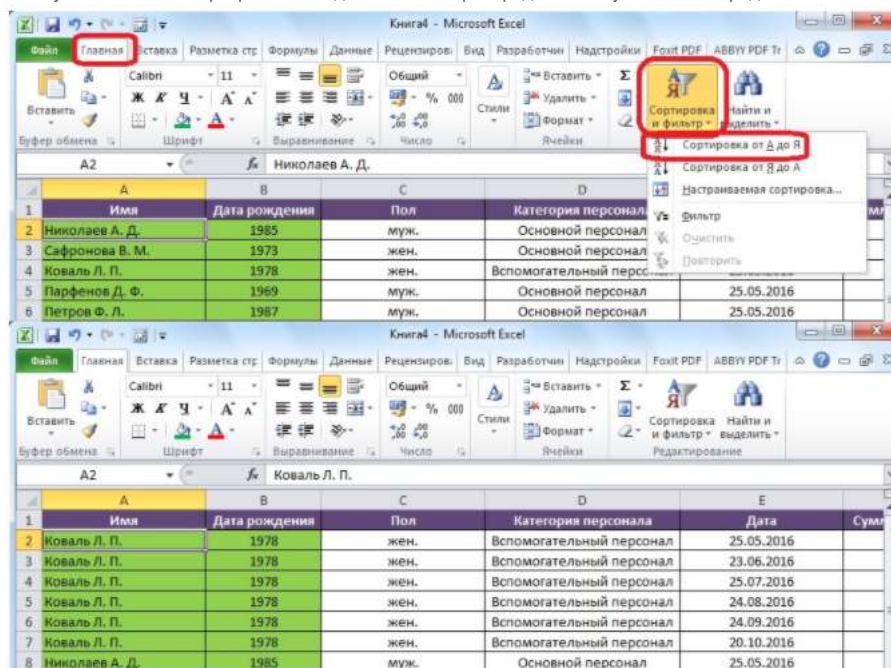 Книга4 - Microsoft Excel
Файл Главная Вставка Разметка стр Формулы Данные Рецензирова Вид Разработчик Надстройки Foxit PDF ABBYY PDF Tr
Calibri 11 Общий Вставить Σ
Вставить Ж К Ч А А % 000 Стили Удалить Сортировка и фильтр Найти и выделить
Формат
Буфер обмена Шрифт Выравнивание Число Ячейки
Сортировка от А до Я
Сортировка от Я до А
Настраиваемая сортировка...
Фильтр
Очистить
Повторить
A2 fx Николаев А. Д.
A B C D
1 Имя Дата рождения Пол Категория персонал
2 Николаев А. Д. 1985 муж. Основной персонал
3 Сафронова В. М. 1973 жен. Основной персонал
4 Коваль Л. П. 1978 жен. Вспомогательный перс
5 Парфенов Д. Ф. 1969 муж. Основной персонал 25.05.2016
6 Петров Ф. Л. 1987 муж. Основной персонал 25.05.2016
Книга4 - Microsoft Excel
Файл Главная Вставка Разметка стр Формулы Данные Рецензирова Вид Разработчик Надстройки Foxit PDF ABBYY PDF Tr
Calibri 11 Общий Вставить Σ
Вставить Ж К Ч А А % 000 Стили Удалить Сортировка и фильтр Найти и выделить
Формат
Буфер обмена Шрифт Выравнивание Число Ячейки Редактирование
A2 fx Коваль Л. П.
A B C D E
1 Имя Дата рождения Пол Категория персонала Дата Сумм
2 Коваль Л. П. 1978 жен. Вспомогательный персонал 25.05.2016
3 Коваль Л. П. 1978 жен. Вспомогательный персонал 23.06.2016
4 Коваль Л. П. 1978 жен. Вспомогательный персонал 25.07.2016
5 Коваль Л. П. 1978 жен. Вспомогательный персонал 24.08.2016
6 Коваль Л. П. 1978 жен. Вспомогательный персонал 24.09.2016
7 Коваль Л. П. 1978 жен. Вспомогательный персонал 20.10.2016
8 Николаев А. Д. 1985 муж. Основной персонал 25.05.2016